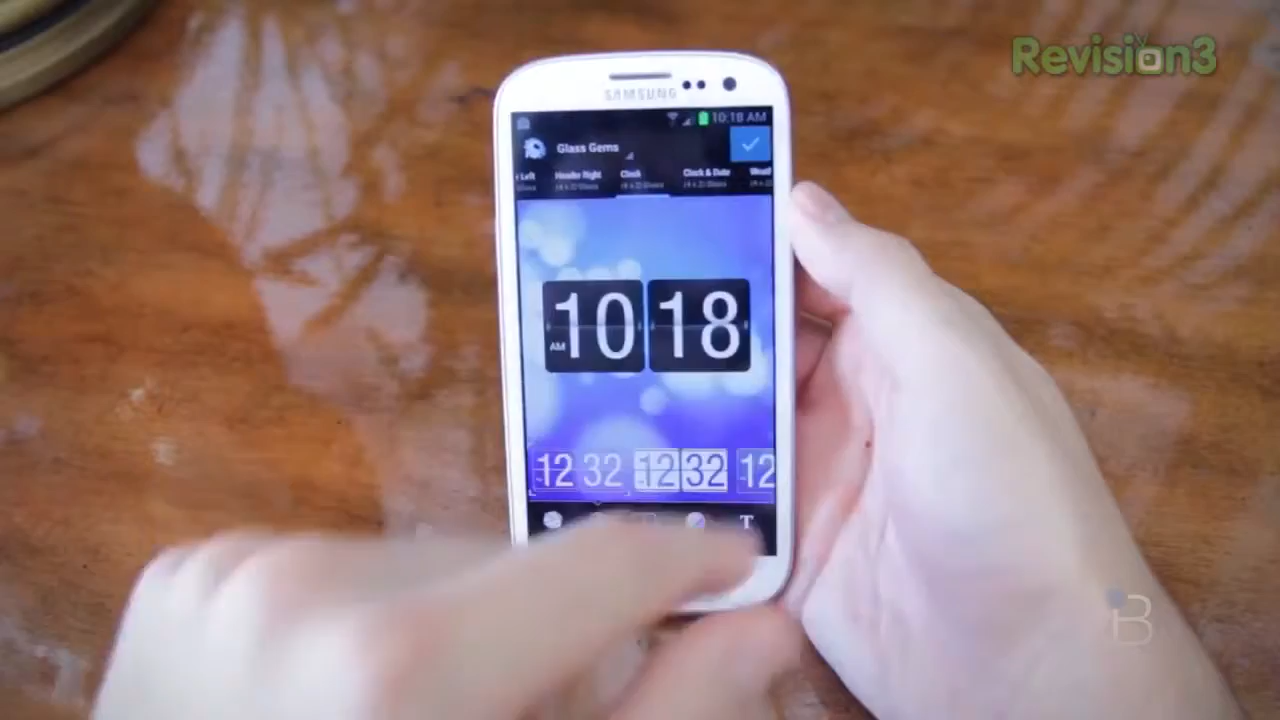 Revision3
SAMSUNG
10:18 AM
Glass Gems
Left Header Right Clock Clock & Date
AM 10 18
12 32 12 32 12
T
B